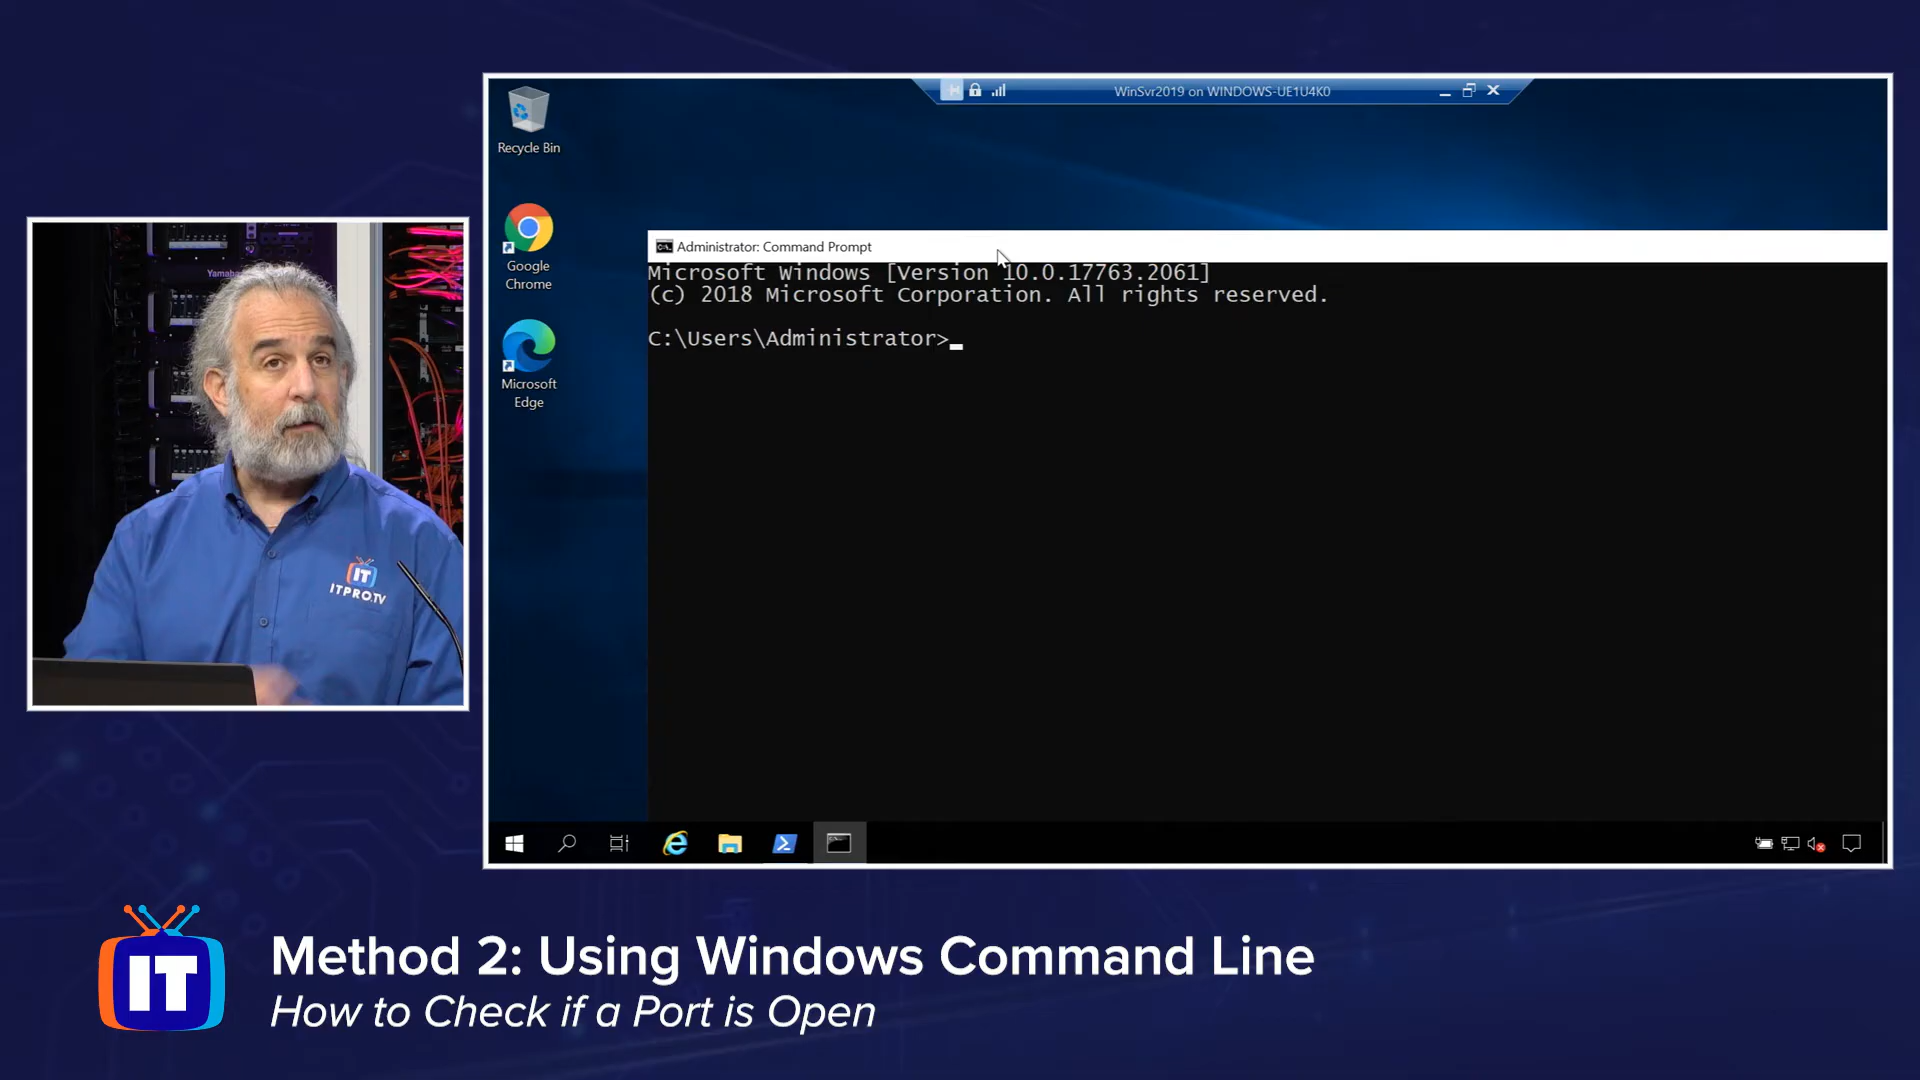 WinSvr2019 on WINDOWS-UE1U4K0
Recycle Bin
Google
Chrome
Microsoft
Edge
Administrator: Command Prompt
Microsoft Windows [Version 10.0.17763.2061]
(c) 2018 Microsoft Corporation. All rights reserved.
C:\Users\Administrator>
IT
ITPRO.TV
IT
Method 2: Using Windows Command Line
How to Check if a Port is Open